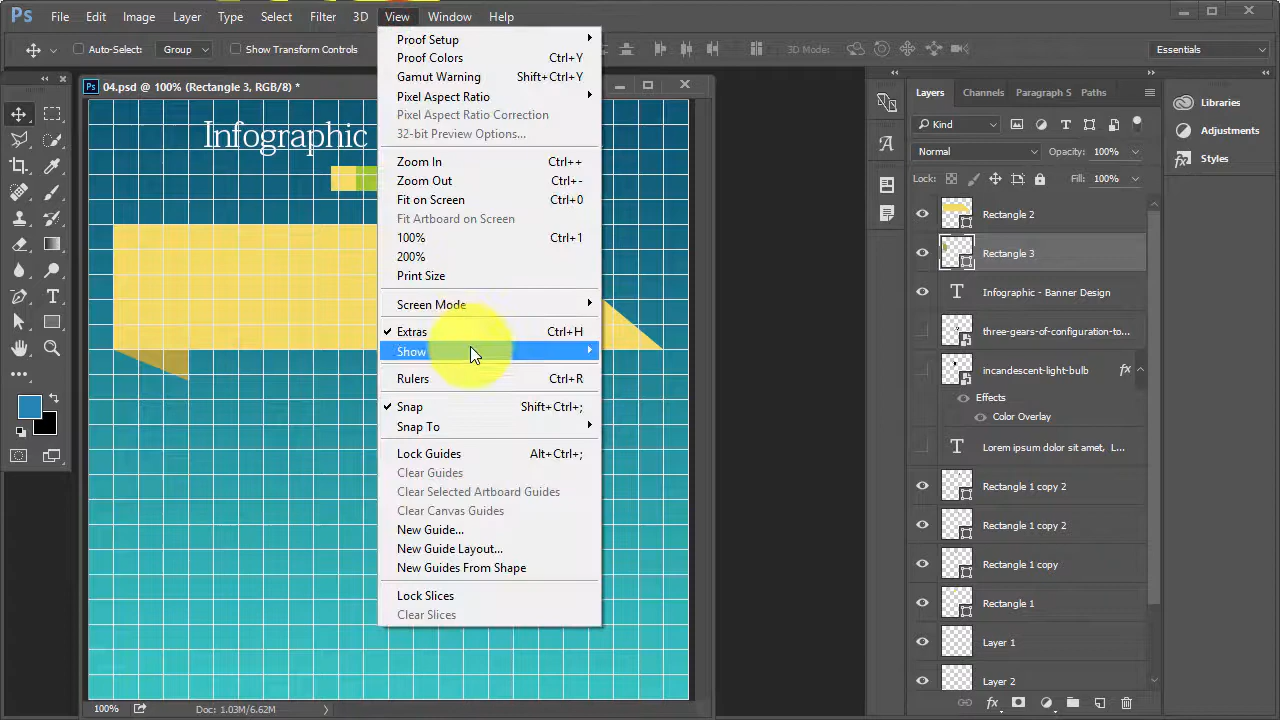 Ps File Edit Image Layer Type Select Filter 3D View Window Help
Auto-Select: Group Show Transform Controls 3D Mode: Essentials
Ps 04.psd @ 100% (Rectangle 3, RGB/8) *
Infographic
Proof Setup
Proof Colors Ctrl+Y
Gamut Warning Shift+Ctrl+Y
Pixel Aspect Ratio
Pixel Aspect Ratio Correction
32-bit Preview Options...
Zoom In Ctrl++
Zoom Out Ctrl+-
Fit on Screen Ctrl+0
Fit Artboard on Screen
100% Ctrl+1
200%
Print Size
Screen Mode
Extras Ctrl+H
Show
Rulers Ctrl+R
Snap Shift+Ctrl+;
Snap To
Lock Guides Alt+Ctrl+;
Clear Guides
Clear Selected Artboard Guides
Clear Canvas Guides
New Guide...
New Guide Layout...
New Guides From Shape
Lock Slices
Clear Slices
100% Doc: 1.03M/6.62M
Layers Channels Paragraph S Paths
Kind
Normal Opacity: 100%
Lock: Fill: 100%
Rectangle 2
Rectangle 3
T Infographic - Banner Design
three-gears-of-configuration-to...
incandescent-light-bulb fx
Effects
Color Overlay
T Lorem ipsum dolor sit amet, L...
Rectangle 1 copy 2
Rectangle 1 copy 2
Rectangle 1 copy
Rectangle 1
Layer 1
Layer 2
fx
Libraries
Adjustments
Styles